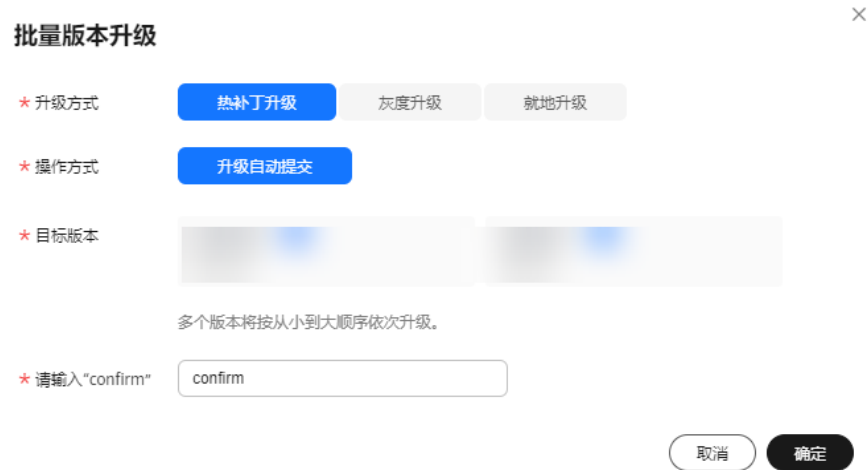 批量版本升级
* 升级方式 热补丁升级 灰度升级 就地升级
* 操作方式 升级自动提交
* 目标版本
多个版本将按从小到大顺序依次升级。
* 请输入“confirm” confirm
取消 确定